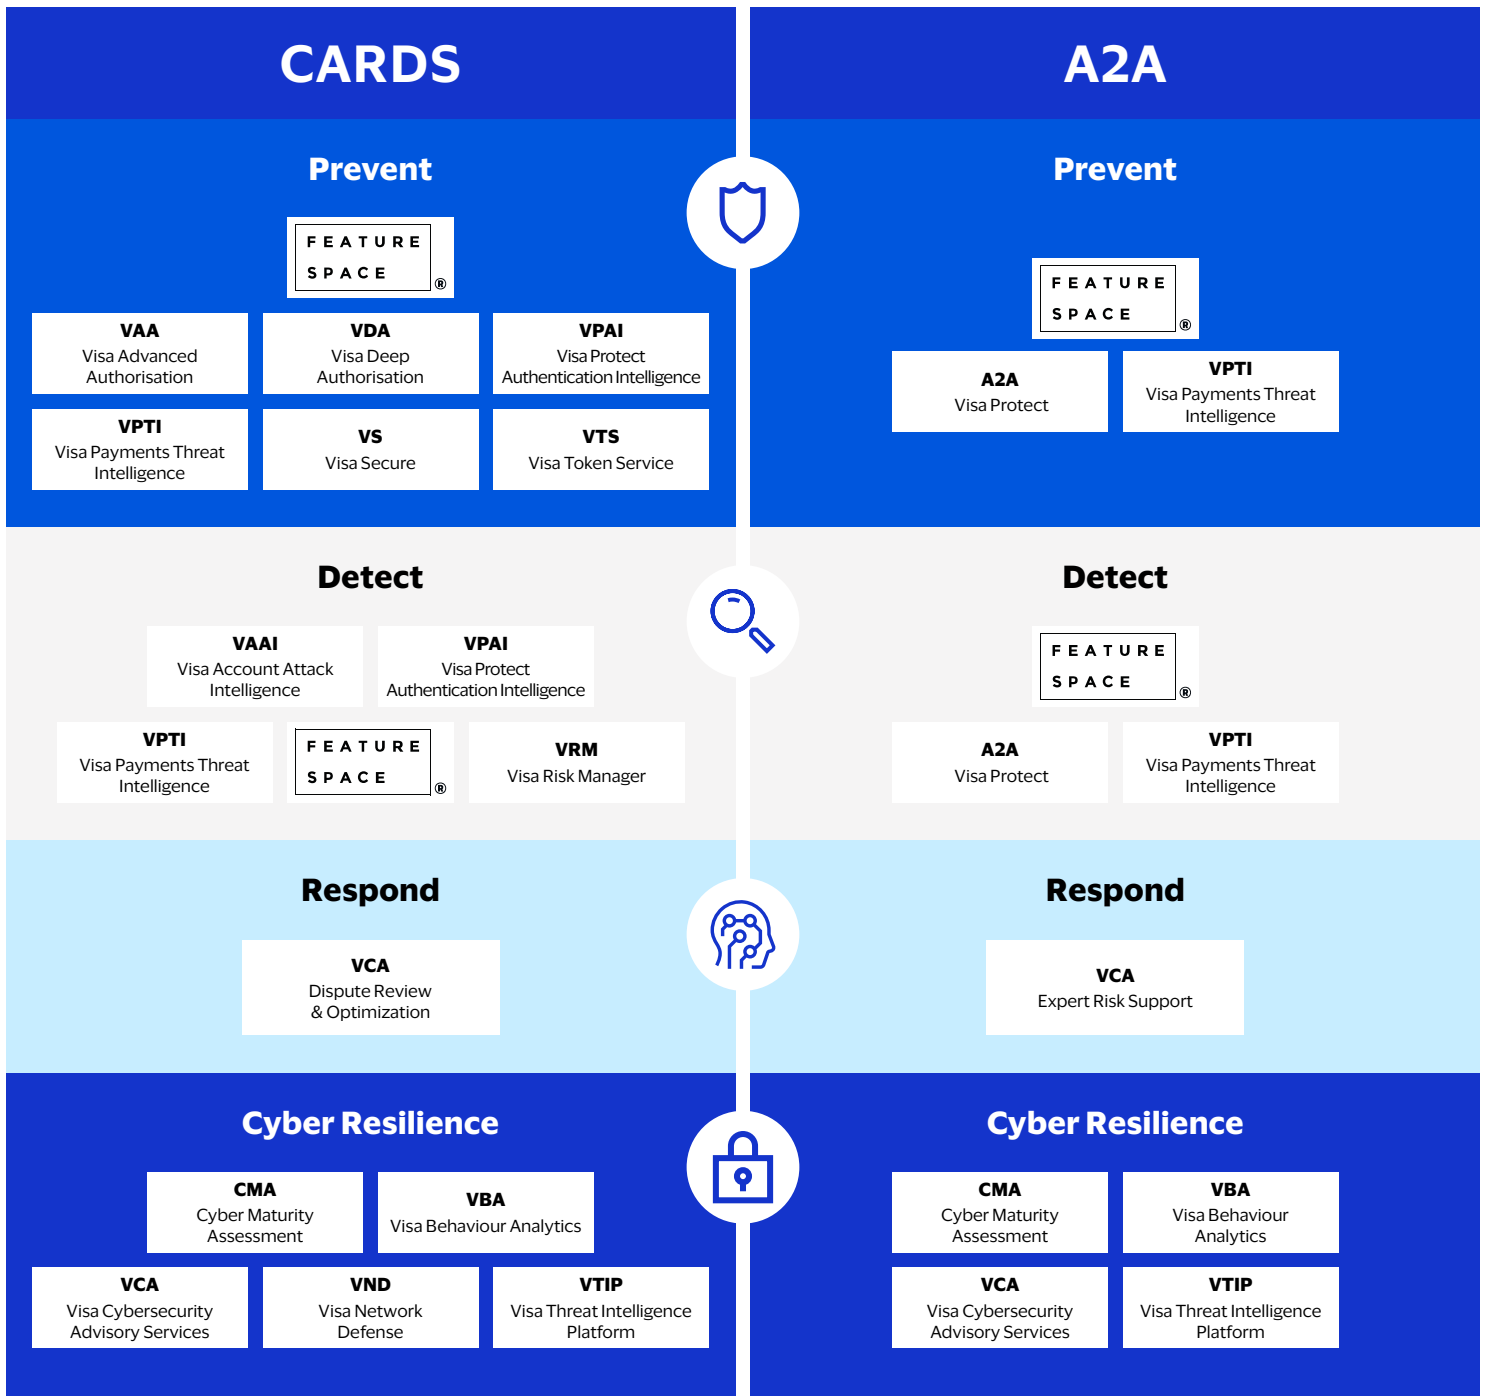 CARDS
Prevent
FEATURE
SPACE
®
VAA
Visa Advanced
Authorisation
VDA
Visa Deep
Authorisation
VPAI
Visa Protect
Authentication Intelligence
VPTI
Visa Payments Threat
Intelligence
VS
Visa Secure
VTS
Visa Token Service
Detect
VAAI
Visa Account Attack
Intelligence
VPAI
Visa Protect
Authentication Intelligence
VPTI
Visa Payments Threat
Intelligence
FEATURE
SPACE
®
VRM
Visa Risk Manager
Respond
VCA
Dispute Review
& Optimization
Cyber Resilience
CMA
Cyber Maturity
Assessment
VBA
Visa Behaviour Analytics
VCA
Visa Cybersecurity
Advisory Services
VND
Visa Network
Defense
VTIP
Visa Threat Intelligence
Platform
A2A
Prevent
FEATURE
SPACE
®
A2A
Visa Protect
VPTI
Visa Payments Threat
Intelligence
Detect
FEATURE
SPACE
®
A2A
Visa Protect
VPTI
Visa Payments Threat
Intelligence
Respond
VCA
Expert Risk Support
Cyber Resilience
CMA
Cyber Maturity
Assessment
VBA
Visa Behaviour
Analytics
VCA
Visa Cybersecurity
Advisory Services
VTIP
Visa Threat Intelligence
Platform